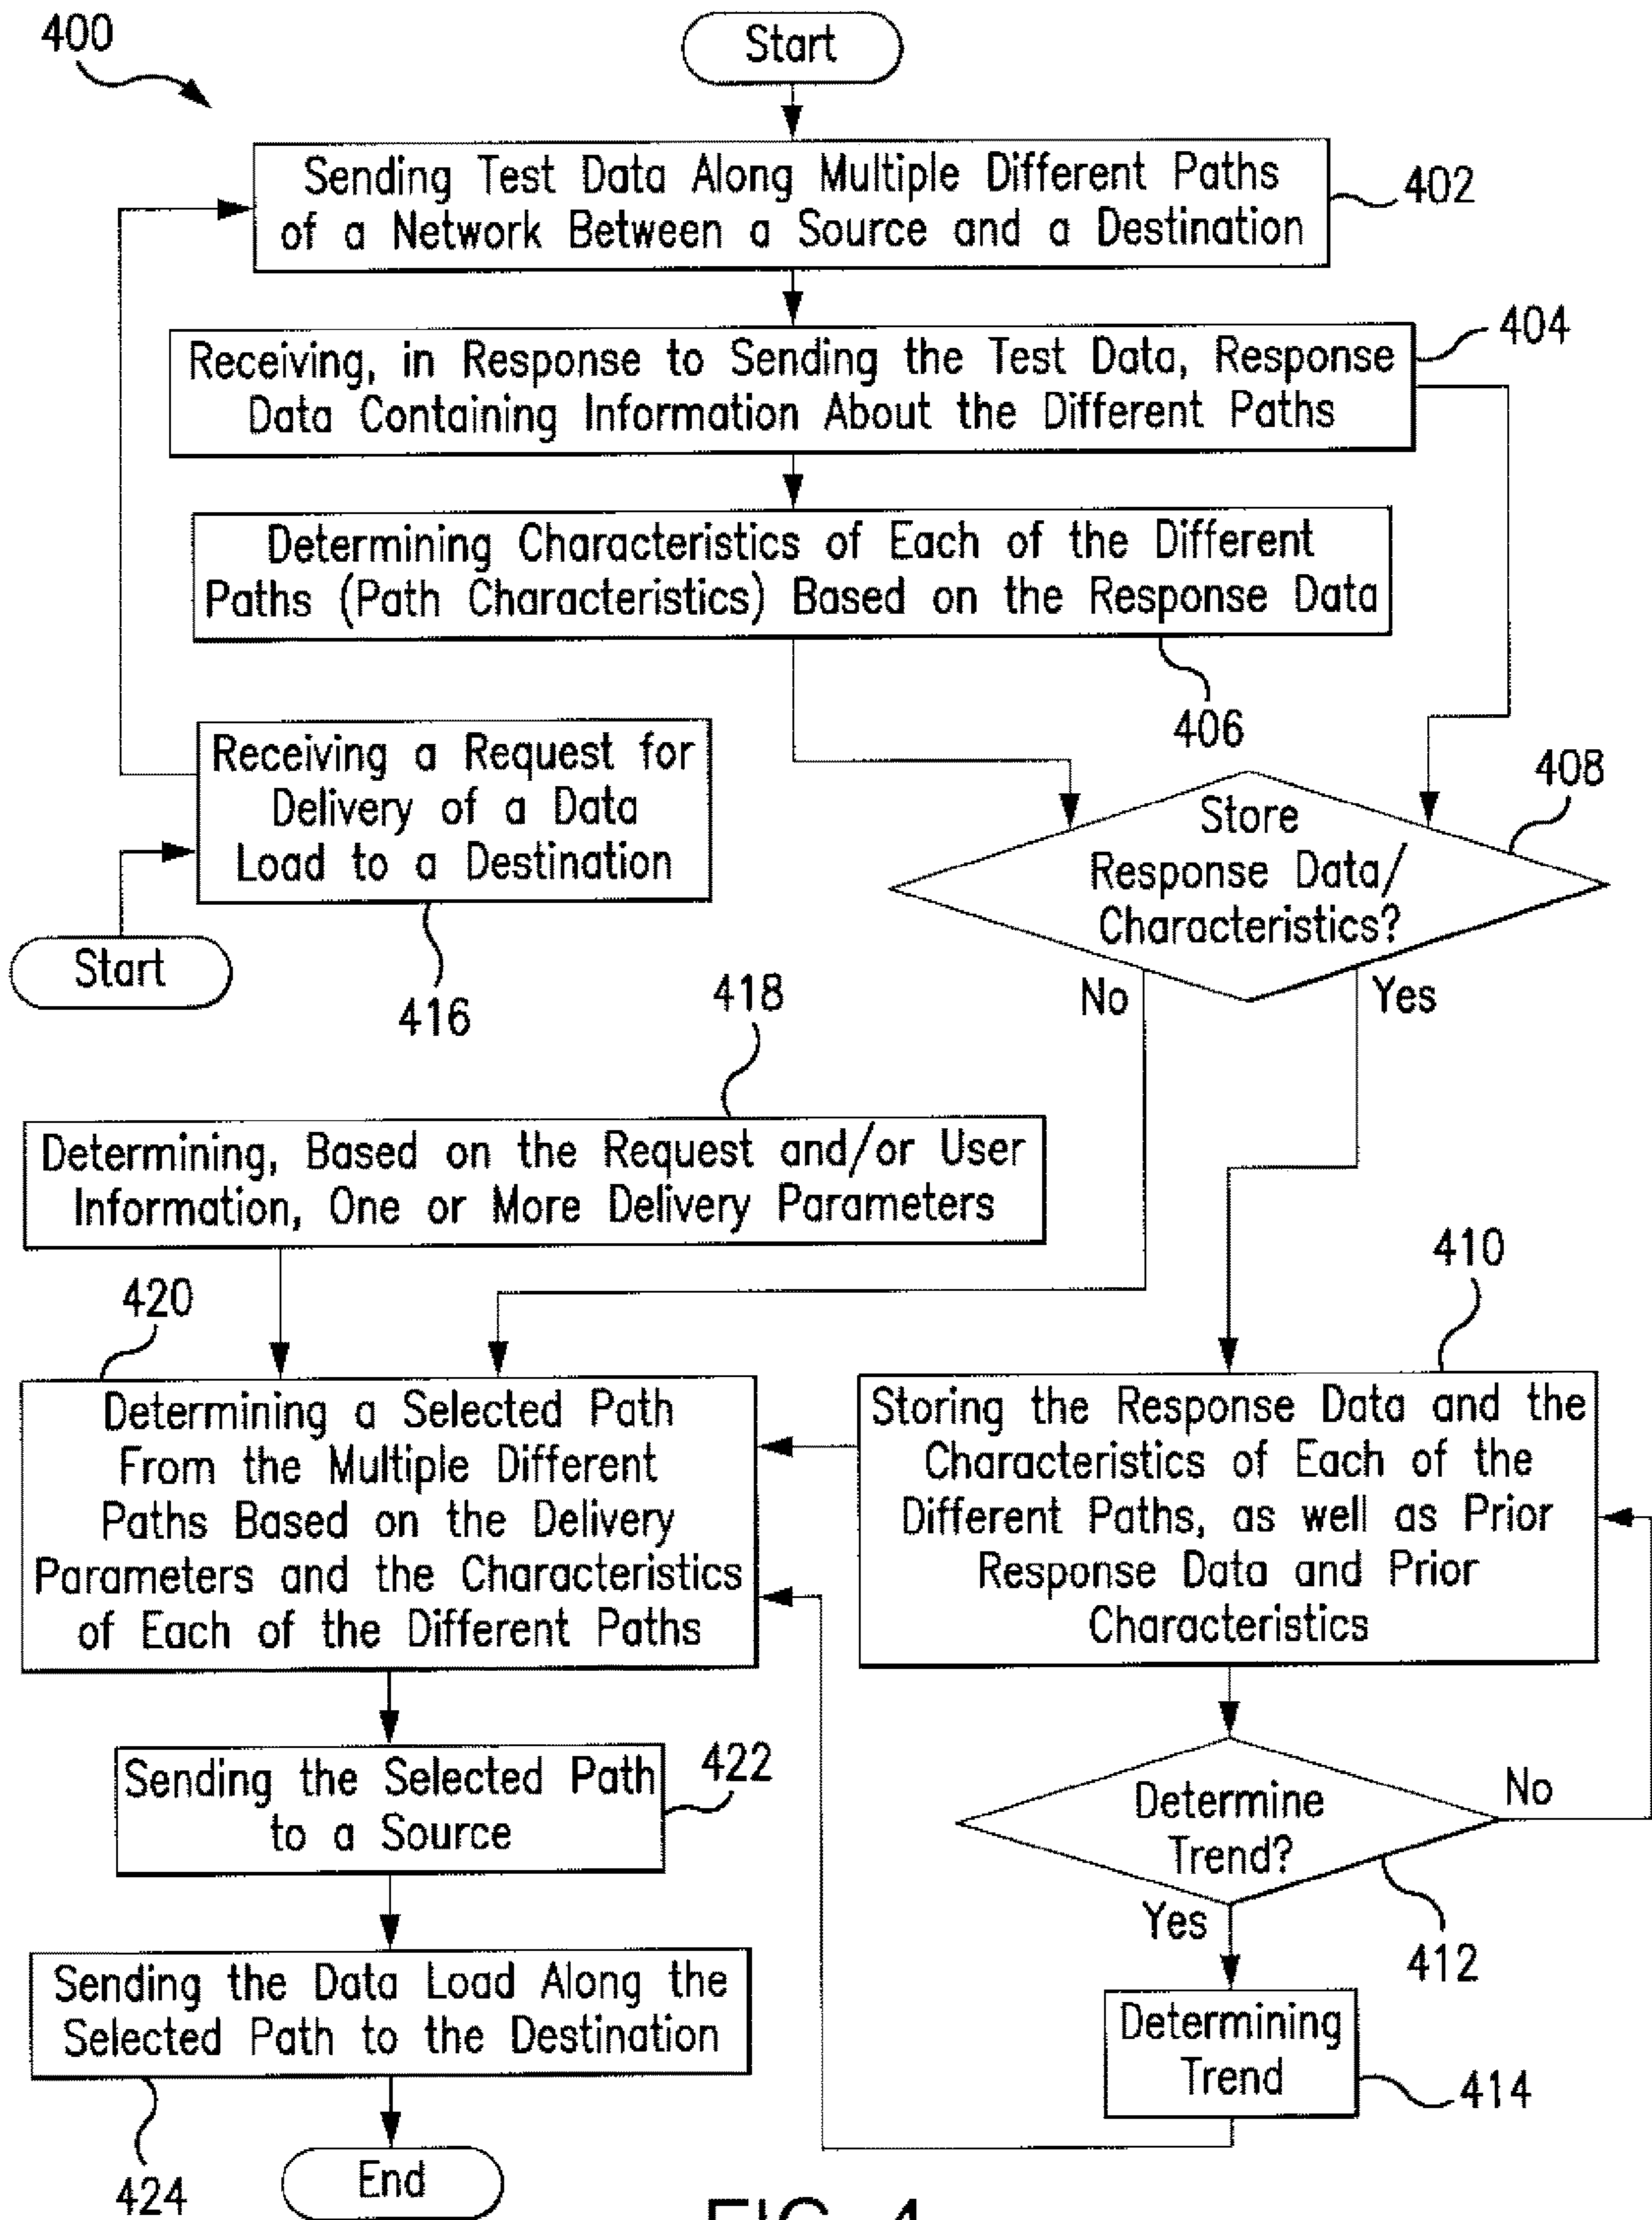 400
Start
Sending Test Data Along Multiple Different Paths
of a Network Between a Source and a Destination
402
Receiving, in Response to Sending the Test Data, Response
Data Containing Information About the Different Paths
404
Determining Characteristics of Each of the Different
Paths (Path Characteristics) Based on the Response Data
406
Receiving a Request for
Delivery of a Data
Load to a Destination
416
Start
Store
Response Data/
Characteristics?
408
No
Yes
418
Determining, Based on the Request and/or User
Information, One or More Delivery Parameters
420
Determining a Selected Path
From the Multiple Different
Paths Based on the Delivery
Parameters and the Characteristics
of Each of the Different Paths
410
Storing the Response Data and the
Characteristics of Each of the
Different Paths, as well as Prior
Response Data and Prior
Characteristics
Sending the Selected Path
to a Source
422
Determine
Trend?
No
Yes
412
Sending the Data Load Along the
Selected Path to the Destination
424
Determining
Trend
414
End
FIG. 4